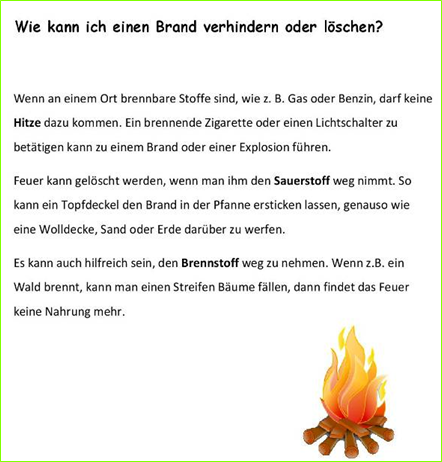 Wie kann ich einen Brand verhindern oder löschen?
Wenn an einem Ort brennbare Stoffe sind, wie z. B. Gas oder Benzin, darf keine
Hitze dazu kommen. Ein brennende Zigarette oder einen Lichtschalter zu
betätigen kann zu einem Brand oder einer Explosion führen.
Feuer kann gelöscht werden, wenn man ihm den Sauerstoff weg nimmt. So
kann ein Topfdeckel den Brand in der Pfanne ersticken lassen, genauso wie
eine Wolldecke, Sand oder Erde darüber zu werfen.
Es kann auch hilfreich sein, den Brennstoff weg zu nehmen. Wenn z.B. ein
Wald brennt, kann man einen Streifen Bäume fällen, dann findet das Feuer
keine Nahrung mehr.